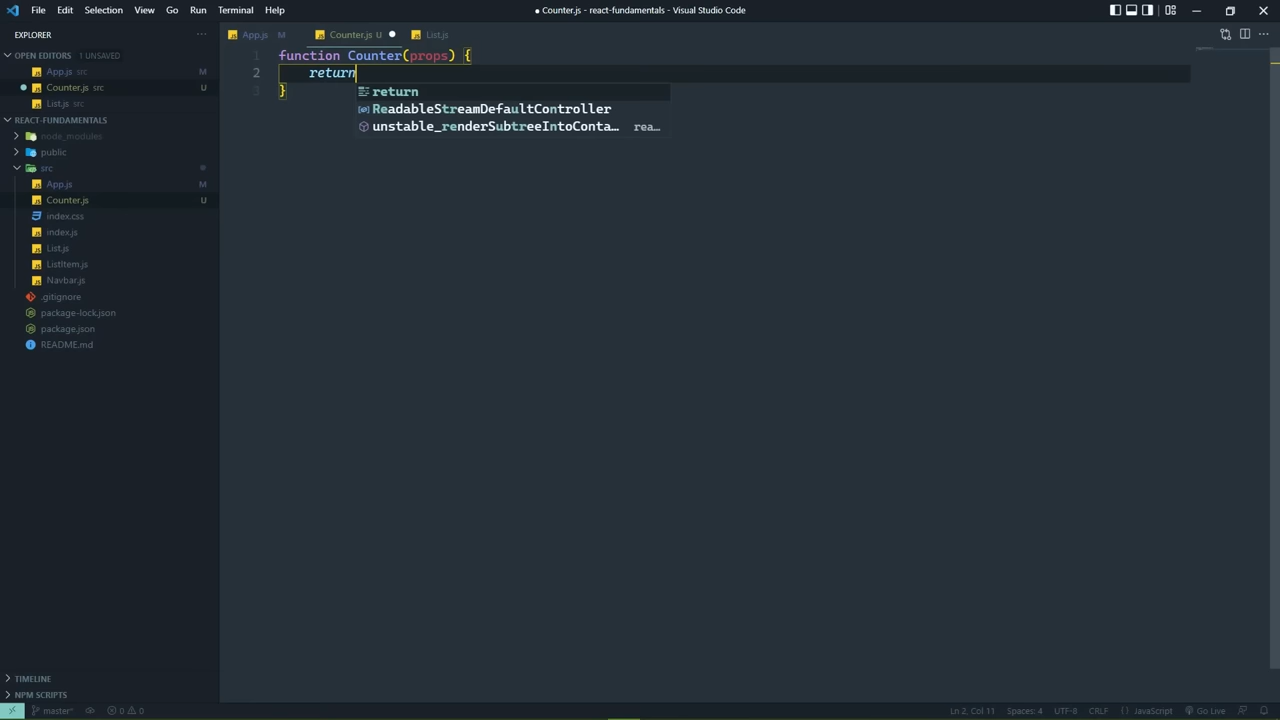 File Edit Selection View Go Run Terminal Help
● Counter.js - react-fundamentals - Visual Studio Code
EXPLORER ...
OPEN EDITORS 1 UNSAVED
App.js src M
Counter.js src U
List.js src
REACT-FUNDAMENTALS
node_modules
public
src
App.js M
Counter.js U
index.css
index.js
List.js
ListItem.js
Navbar.js
.gitignore
package-lock.json
package.json
README.md
TIMELINE
NPM SCRIPTS
App.js M Counter.js U ● List.js
1 function Counter(props) {
2 return
3 }
return
ReadableStreamDefaultController
unstable_renderSubtreeIntoConta... rea...
master* 0 0 Ln 2, Col 11 Spaces: 4 UTF-8 CRLF {} JavaScript Go Live